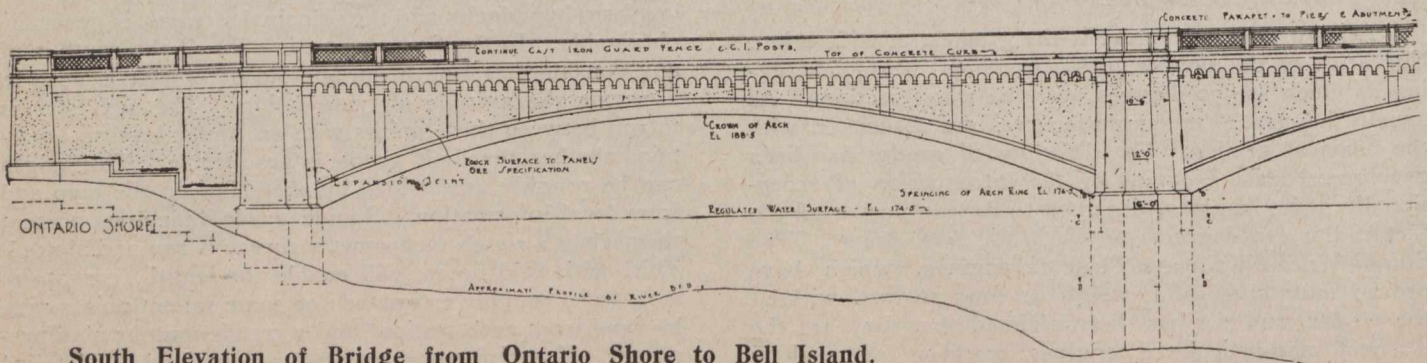 CONCRETE PARAPET · TO PIERS & ABUTMENTS
CONTINUE CAST IRON GUARD FENCE & C.I. POSTS.
TOP OF CONCRETE CURB
10'-6"
CROWN OF ARCH
EL 188·5
ROUGH SURFACE TO PANELS
SPECIFICATION
EXPANSION JOINT
12'-0"
SPRINGING OF ARCH RING EL 174·5
REGULATED WATER SURFACE - EL 174·5
16'-0"
ONTARIO SHORE
APPROXIMATE PROFILE OF RIVER BED
South Elevation of Bridge from Ontario Shore to Bell Island.